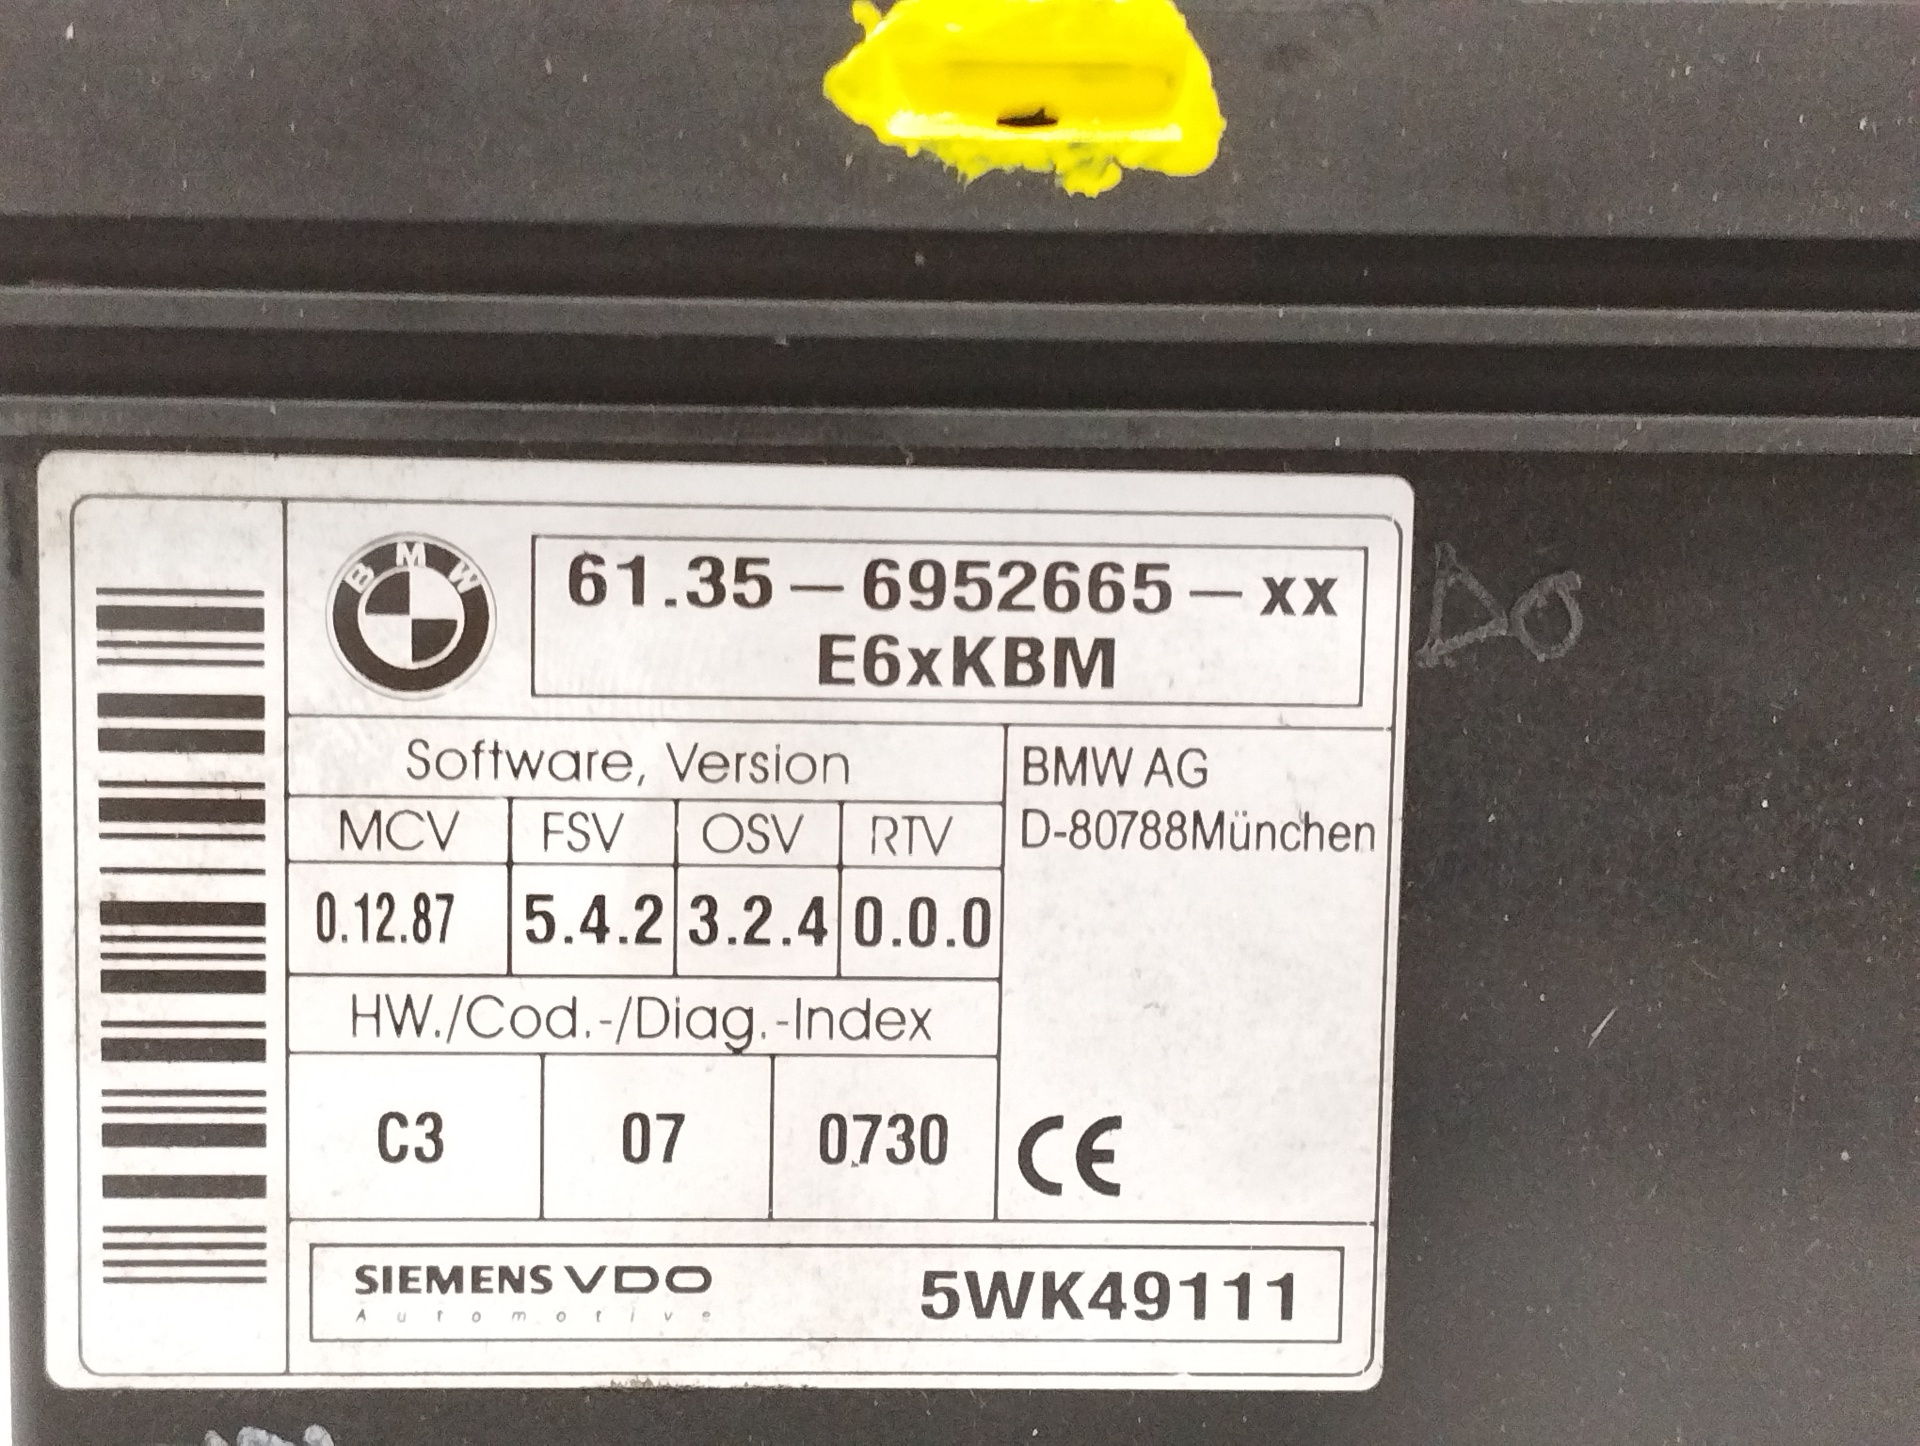 BMW
61.35-6952665-xx
E6xKBM
Software, Version
MCV FSV OSV RTV
0.12.87 5.4.2 3.2.4 0.0.0
BMW AG
D-80788München
HW./Cod.-/Diag.-Index
C3 07 0730
CE
SIEMENS VDO
Automotive
5WK49111
DO